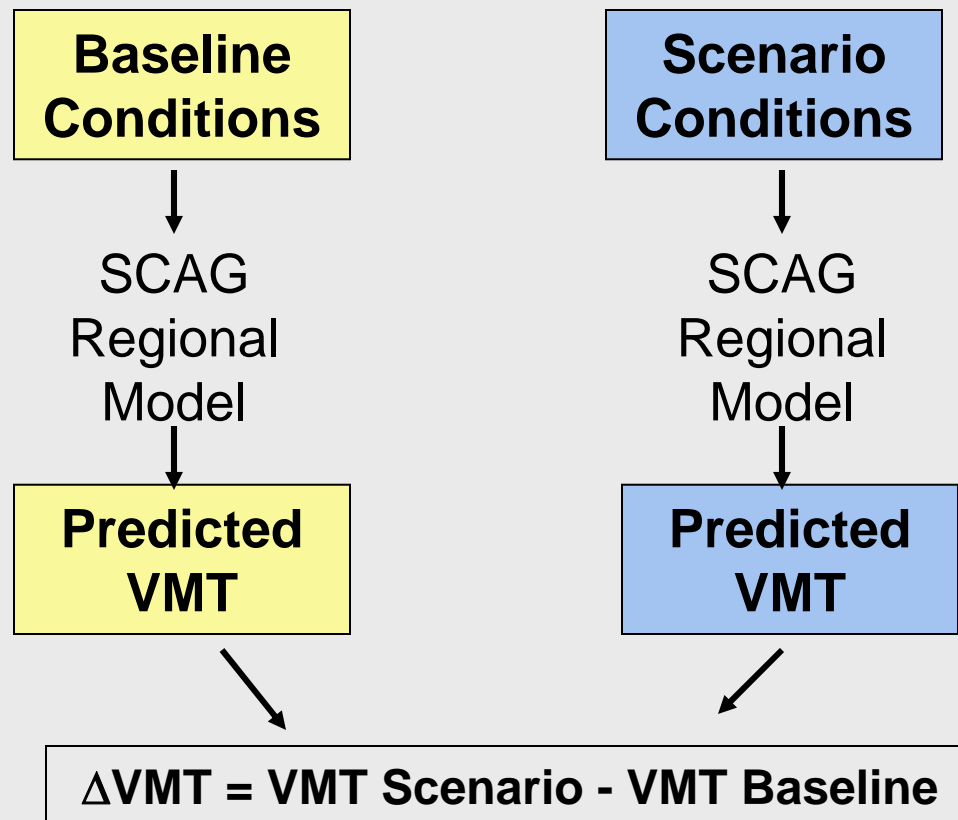 Baseline
Conditions
SCAG
Regional
Model
Predicted
VMT
Scenario
Conditions
SCAG
Regional
Model
Predicted
VMT
ΔVMT = VMT Scenario - VMT Baseline